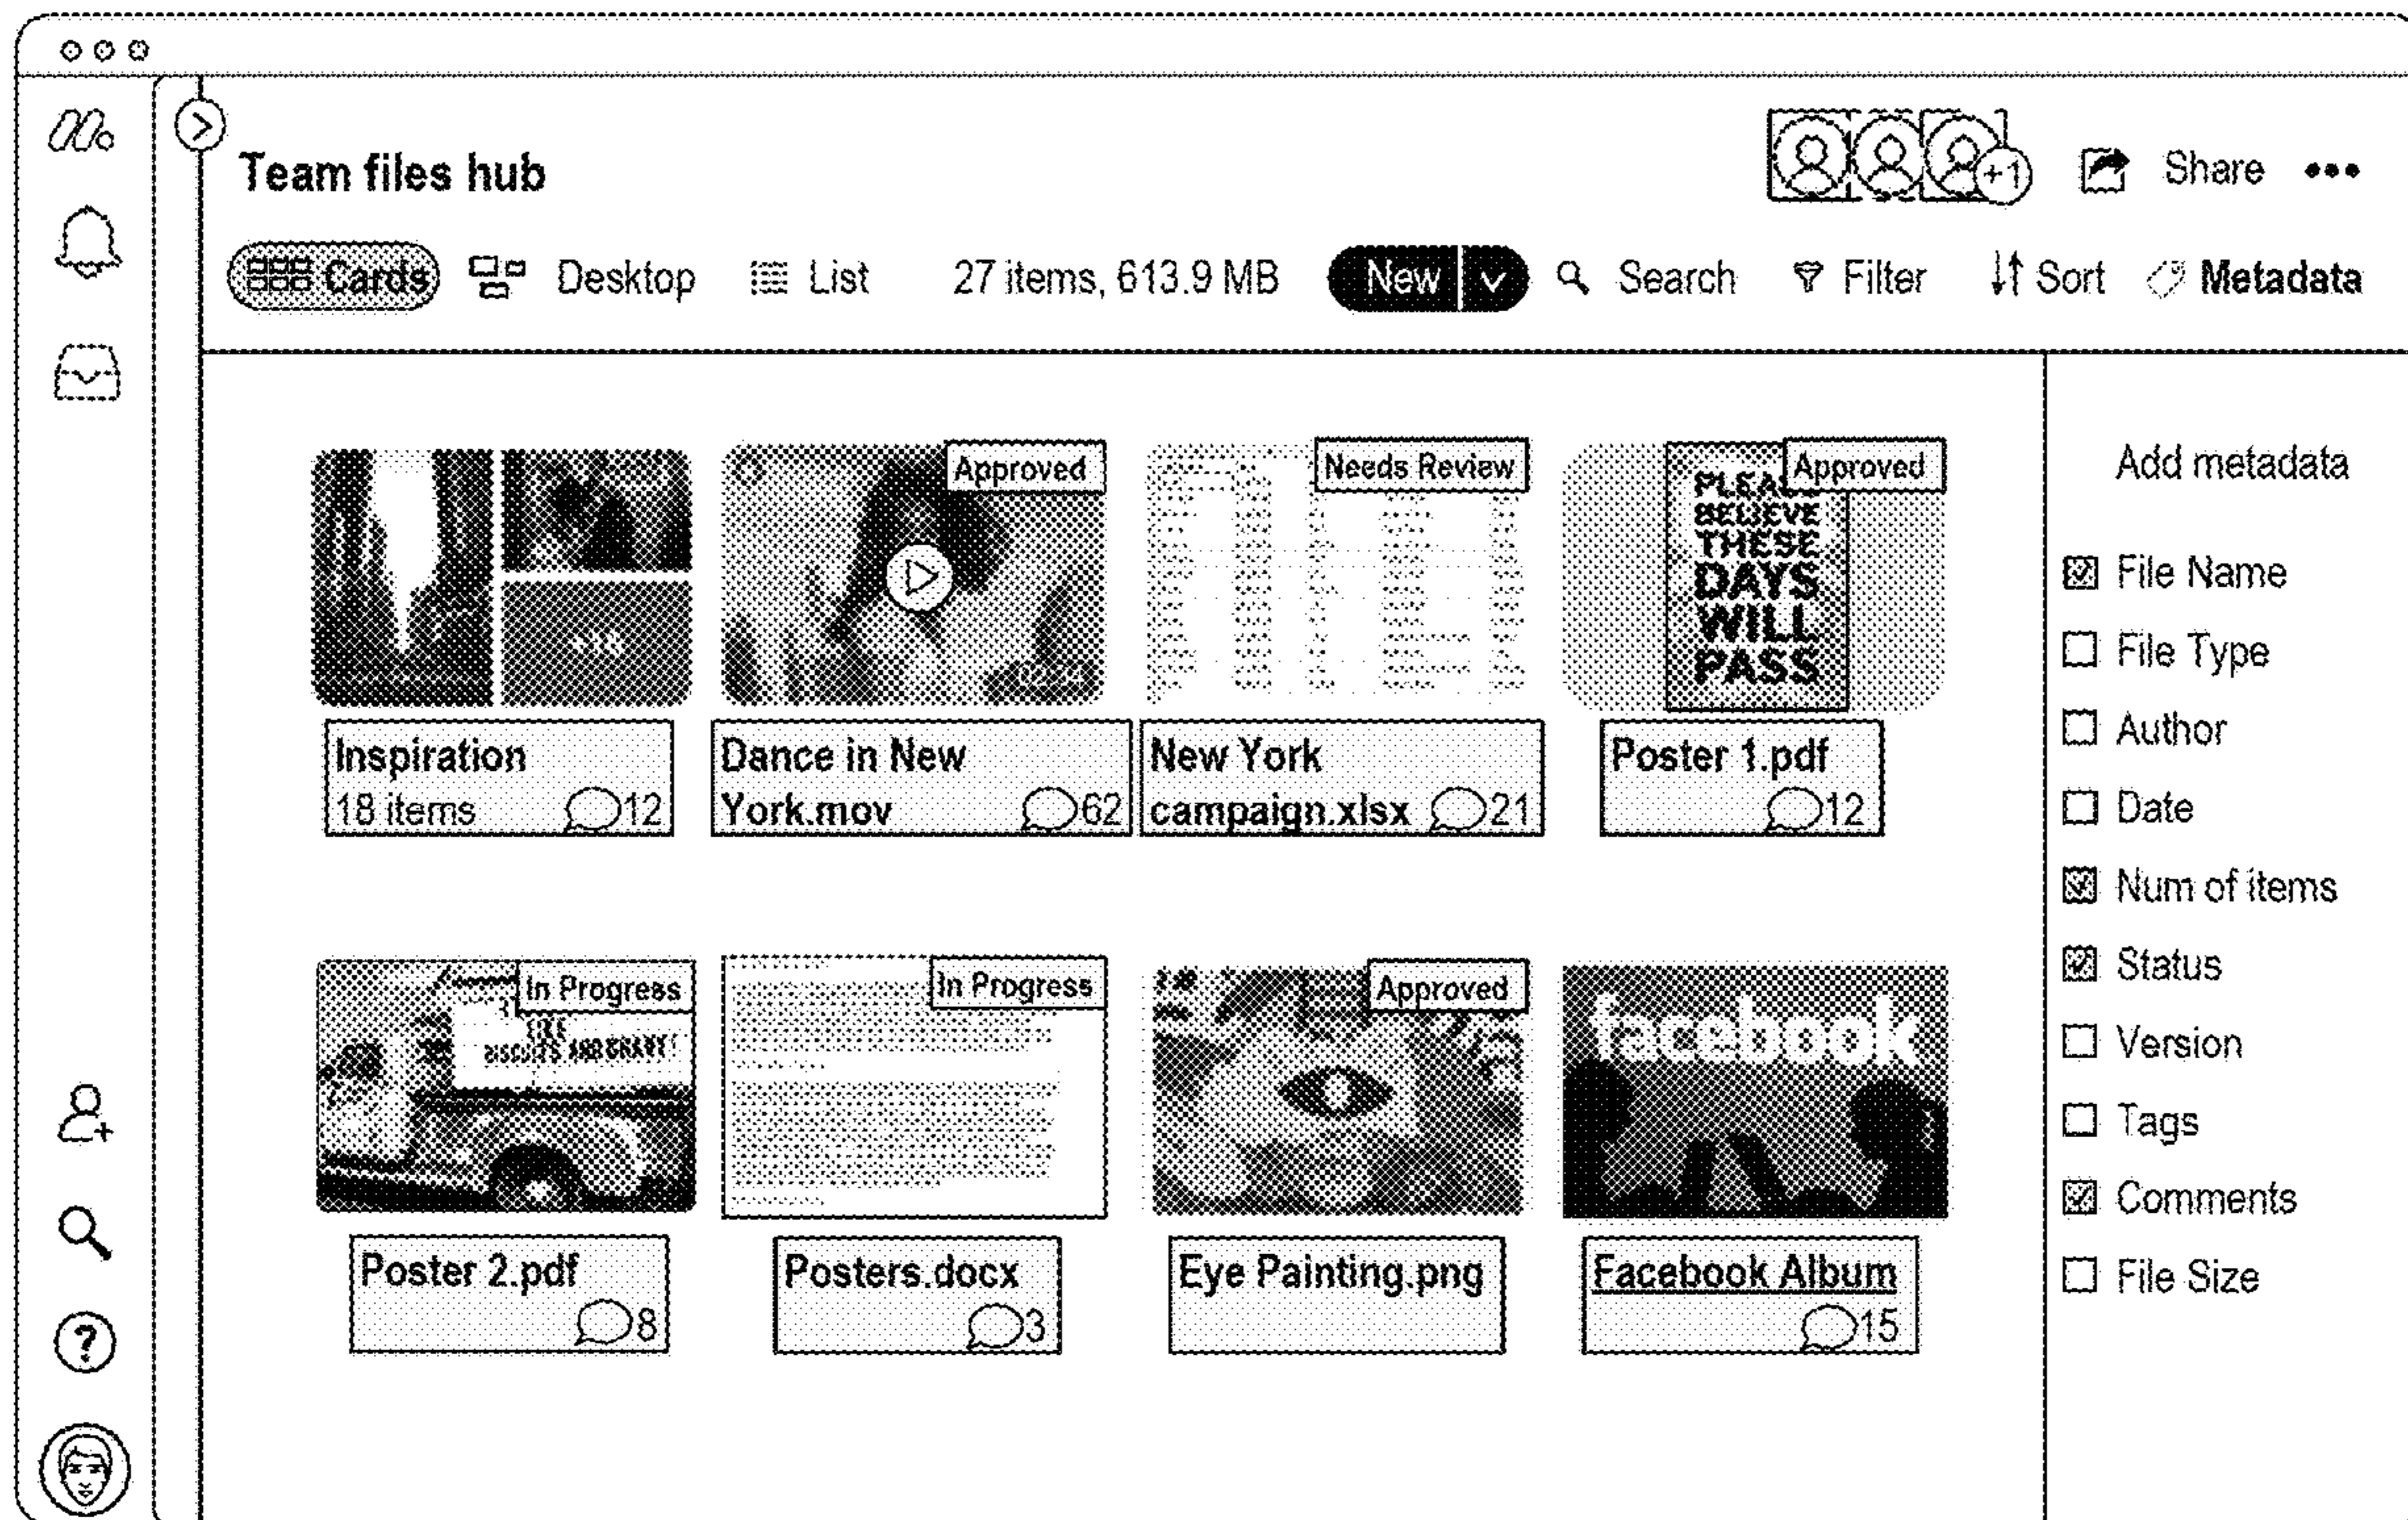 Team files hub
+1
Share
Cards
Desktop
List
27 items, 613.9 MB
New
Search
Filter
Sort
Metadata
Add metadata
File Name
File Type
Author
Date
Num of items
Status
Version
Tags
Comments
File Size
Inspiration
18 items
12
Approved
Dance in New
York.mov
62
Needs Review
New York
campaign.xlsx
21
Approved
BELIEVE
THESE
DAYS
WILL
PASS
Poster 1.pdf
12
In Progress
BISCUITS AND GRAVY
Poster 2.pdf
8
In Progress
Posters.docx
3
Approved
Eye Painting.png
facebook
Facebook Album
15